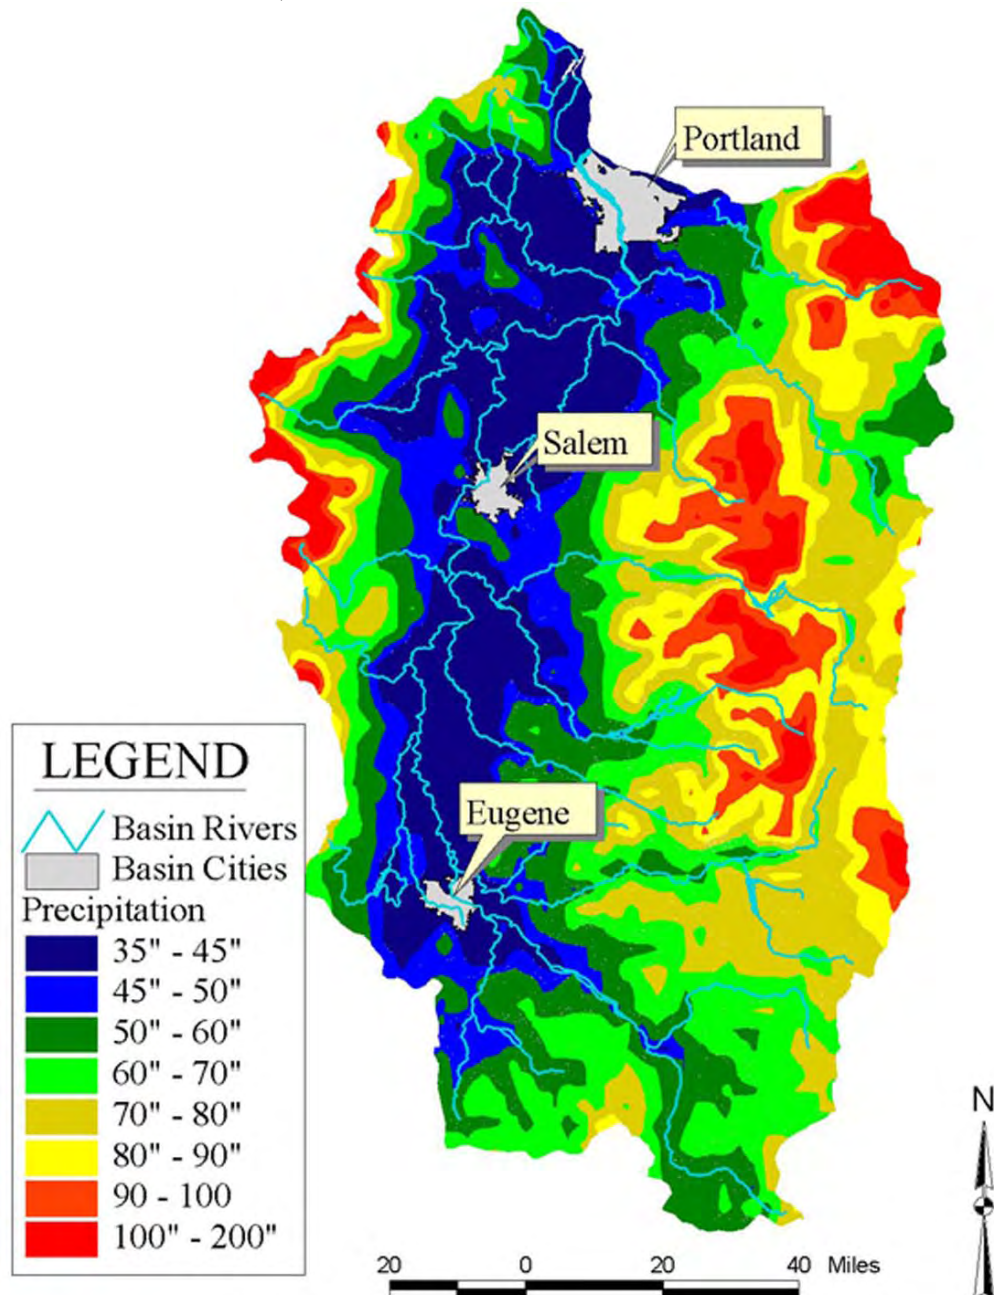 Portland
Salem
Eugene
LEGEND
Basin Rivers
Basin Cities
Precipitation
35" - 45"
45" - 50"
50" - 60"
60" - 70"
70" - 80"
80" - 90"
90 - 100
100" - 200"
N
20 0 20 40 Miles